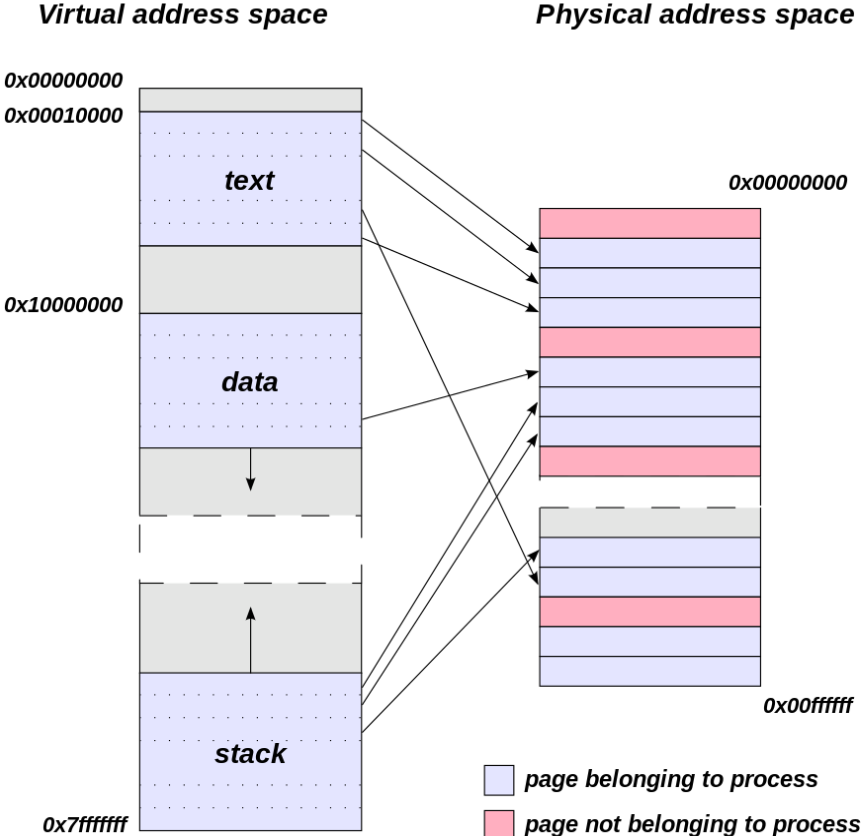 Virtual address space
Physical address space
0x00000000
0x00010000
text
0x00000000
0x10000000
data
stack
0x00ffffff
page belonging to process
0x7fffffff
page not belonging to process